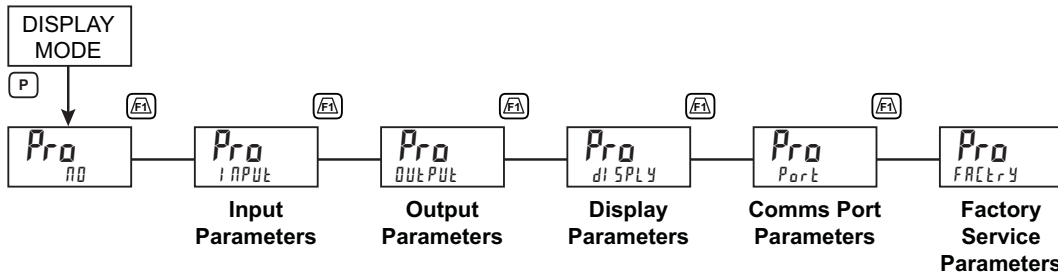 DISPLAY
MODE
P
F1 F1 F1 F1 F1
Pro Pro Pro Pro Pro Pro
NO INPUt OUtPUt dISPLY Port FACtrY
Input Output Display Comms Port Factory
Parameters Parameters Parameters Parameters Service
Parameters